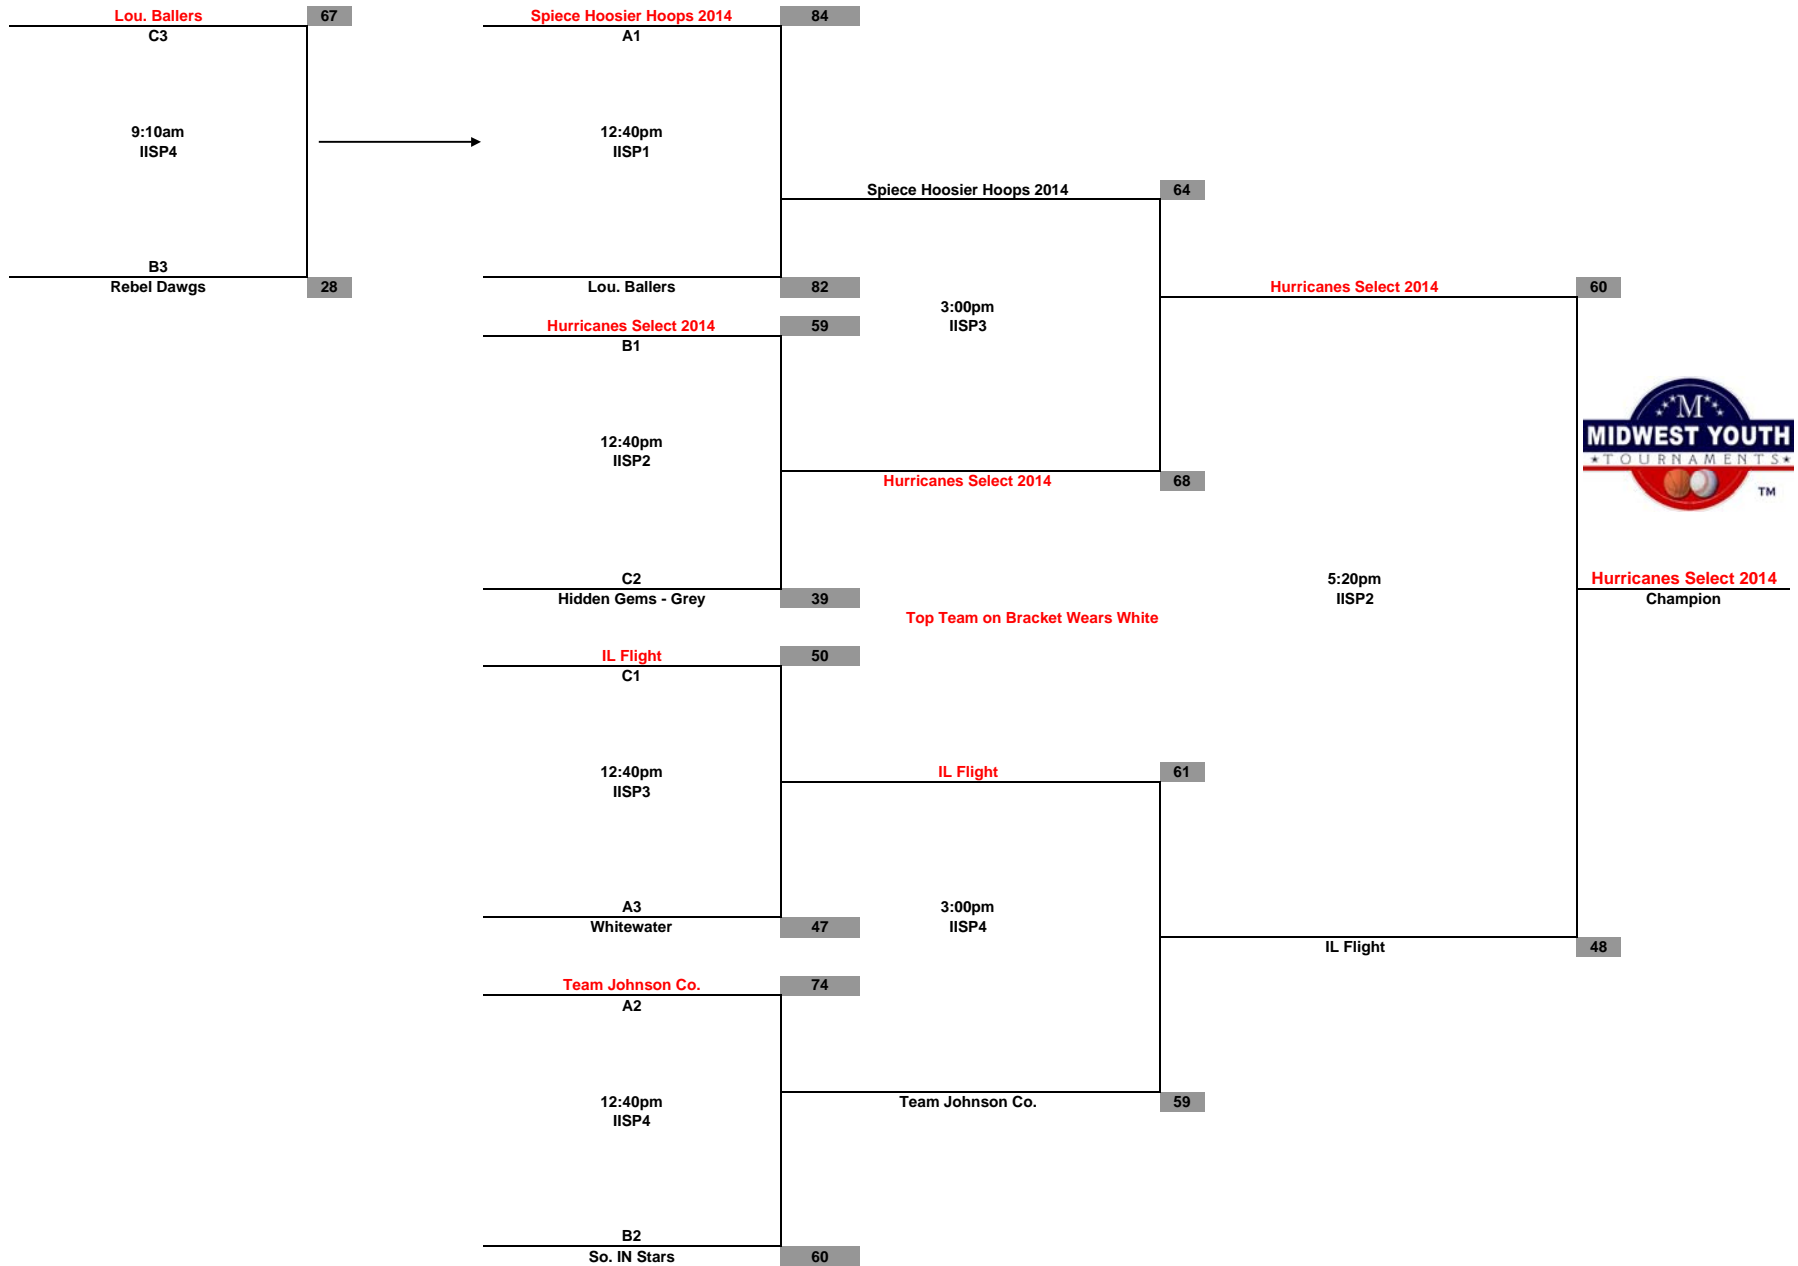 Lou. Ballers 67
C3
9:10am
IISP4
B3
Rebel Dawgs 28
Spiece Hoosier Hoops 2014 84
A1
12:40pm
IISP1
Lou. Ballers 82
Hurricanes Select 2014 59
B1
12:40pm
IISP2
C2
Hidden Gems - Grey 39
IL Flight 50
C1
12:40pm
IISP3
A3
Whitewater 47
Team Johnson Co. 74
A2
12:40pm
IISP4
B2
So. IN Stars 60
Spiece Hoosier Hoops 2014 64
3:00pm
IISP3
Hurricanes Select 2014 68
Top Team on Bracket Wears White
IL Flight 61
3:00pm
IISP4
Team Johnson Co. 59
Hurricanes Select 2014 60
5:20pm
IISP2
IL Flight 48
M
MIDWEST YOUTH
TOURNAMENTS
TM
Hurricanes Select 2014
Champion